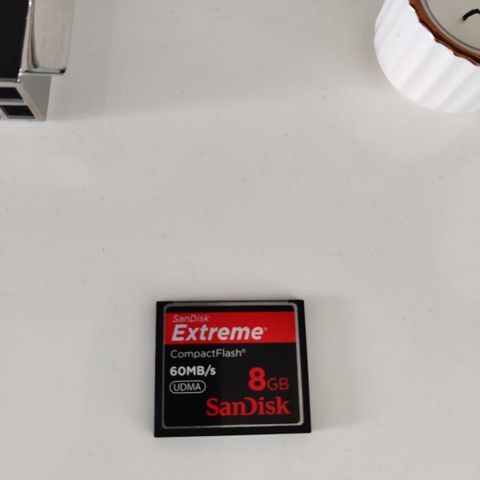 SanDisk
Extreme®
CompactFlash®
60MB/s
UDMA
8GB
SanDisk